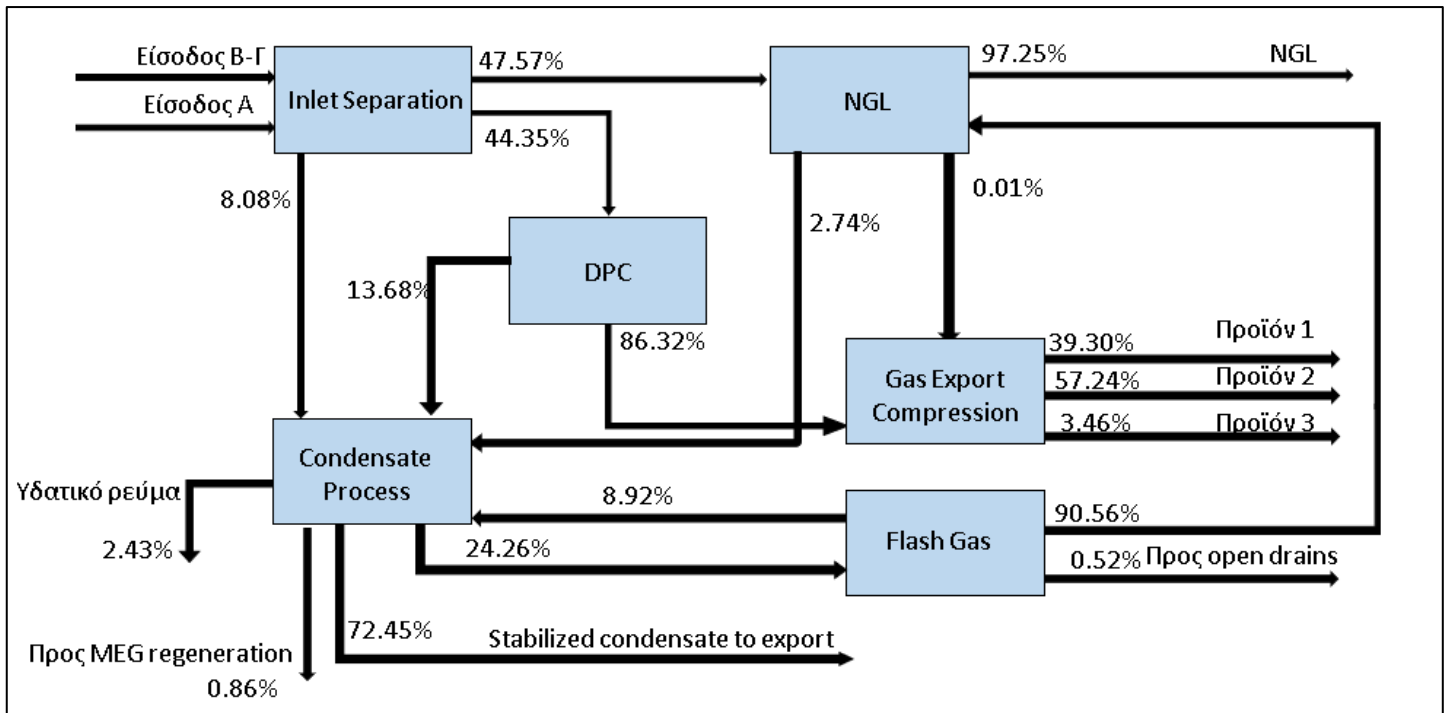 Είσοδος Β-Γ
47.57%
97.25%
NGL
Inlet Separation
NGL
Είσοδος Α
44.35%
8.08%
0.01%
2.74%
DPC
13.68%
86.32%
39.30%
Προϊόν 1
Gas Export
Compression
57.24%
Προϊόν 2
3.46%
Προϊόν 3
Condensate
Process
Υδατικό ρεύμα
8.92%
90.56%
2.43%
24.26%
Flash Gas
0.52%
Προς open drains
72.45%
Stabilized condensate to export
Προς MEG regeneration
0.86%